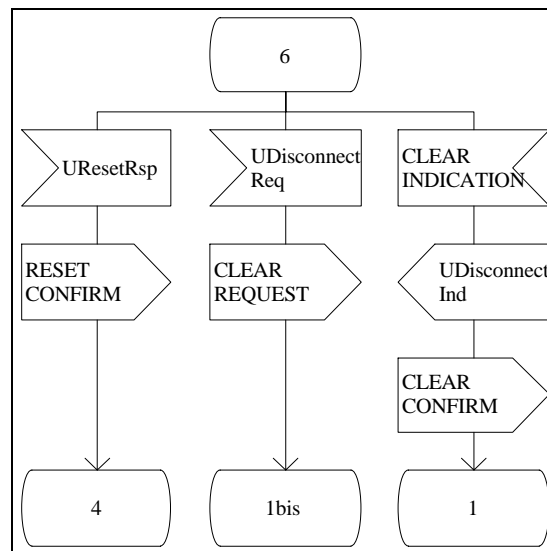 6
UResetRsp
UDisconnect
Req
CLEAR
INDICATION
RESET
CONFIRM
CLEAR
REQUEST
UDisconnect
Ind
CLEAR
CONFIRM
4
1bis
1